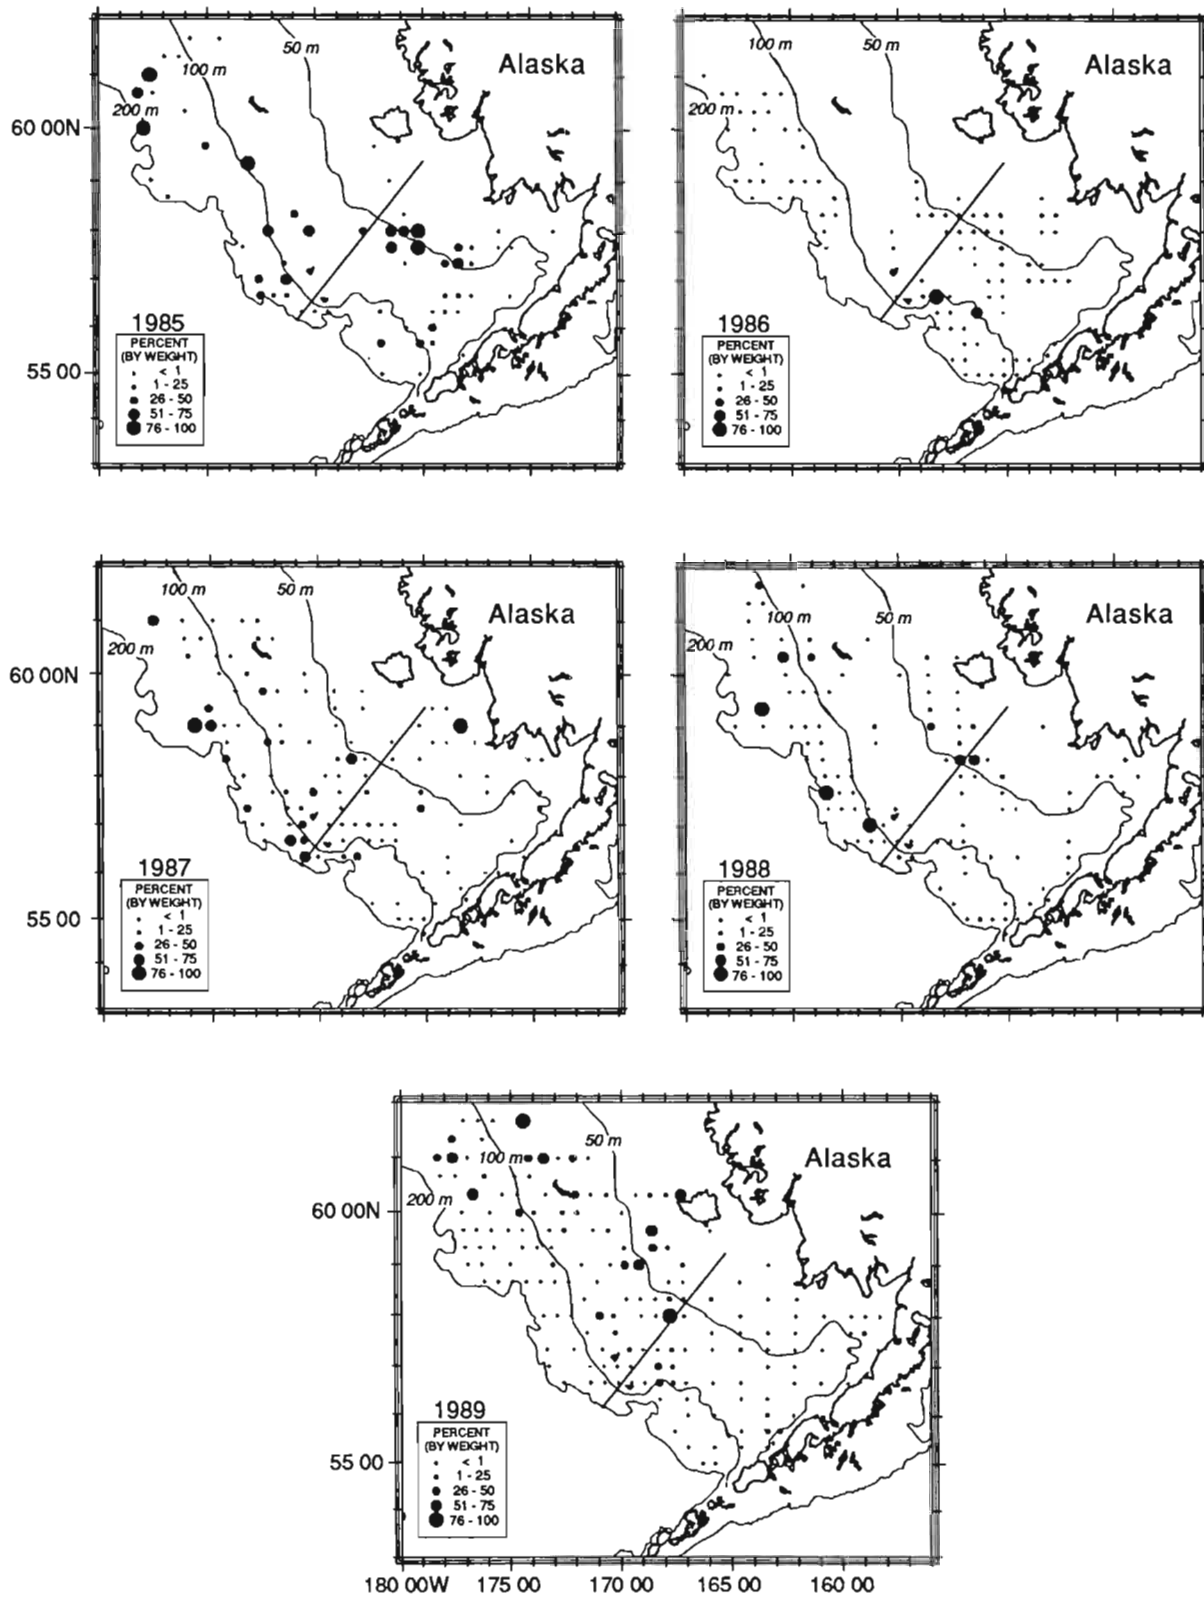 50 m
Alaska
100 m
200 m
60 00N
1985
PERCENT
(BY WEIGHT)
< 1
1 - 25
26 - 50
51 - 75
76 - 100
55 00
100 m
50 m
Alaska
200 m
1986
PERCENT
(BY WEIGHT)
< 1
1 - 25
26 - 50
51 - 75
76 - 100
100 m
50 m
Alaska
200 m
60 00N
1987
PERCENT
(BY WEIGHT)
< 1
1 - 25
26 - 50
51 - 75
76 - 100
55 00
100 m
50 m
Alaska
200 m
1988
PERCENT
(BY WEIGHT)
< 1
1 - 25
26 - 50
51 - 75
76 - 100
50 m
100 m
Alaska
200 m
60 00N
1989
PERCENT
(BY WEIGHT)
< 1
1 - 25
26 - 50
51 - 75
76 - 100
55 00
180 00W 175 00 170 00 165 00 160 00